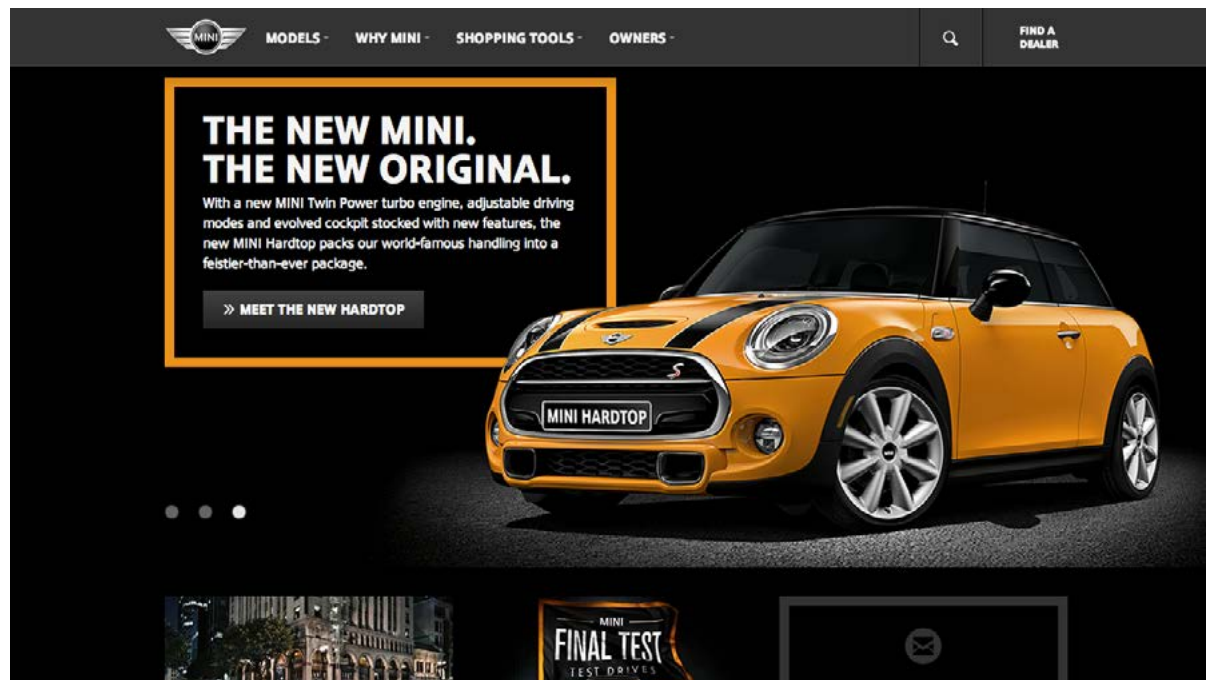 MINI
MODELS
WHY MINI
SHOPPING TOOLS
OWNERS
FIND A
DEALER
THE NEW MINI.
THE NEW ORIGINAL.
With a new MINI Twin Power turbo engine, adjustable driving
modes and evolved cockpit stocked with new features, the
new MINI Hardtop packs our world-famous handling into a
feistier-than-ever package.
» MEET THE NEW HARDTOP
S
MINI HARDTOP
MINI
FINAL TEST
TEST DRIVES